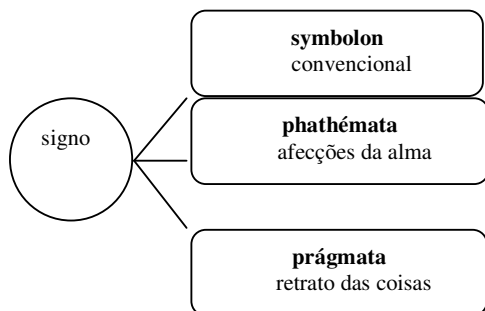 symbolon
convencional
signo
phathémata
afecções da alma
prágmata
retrato das coisas